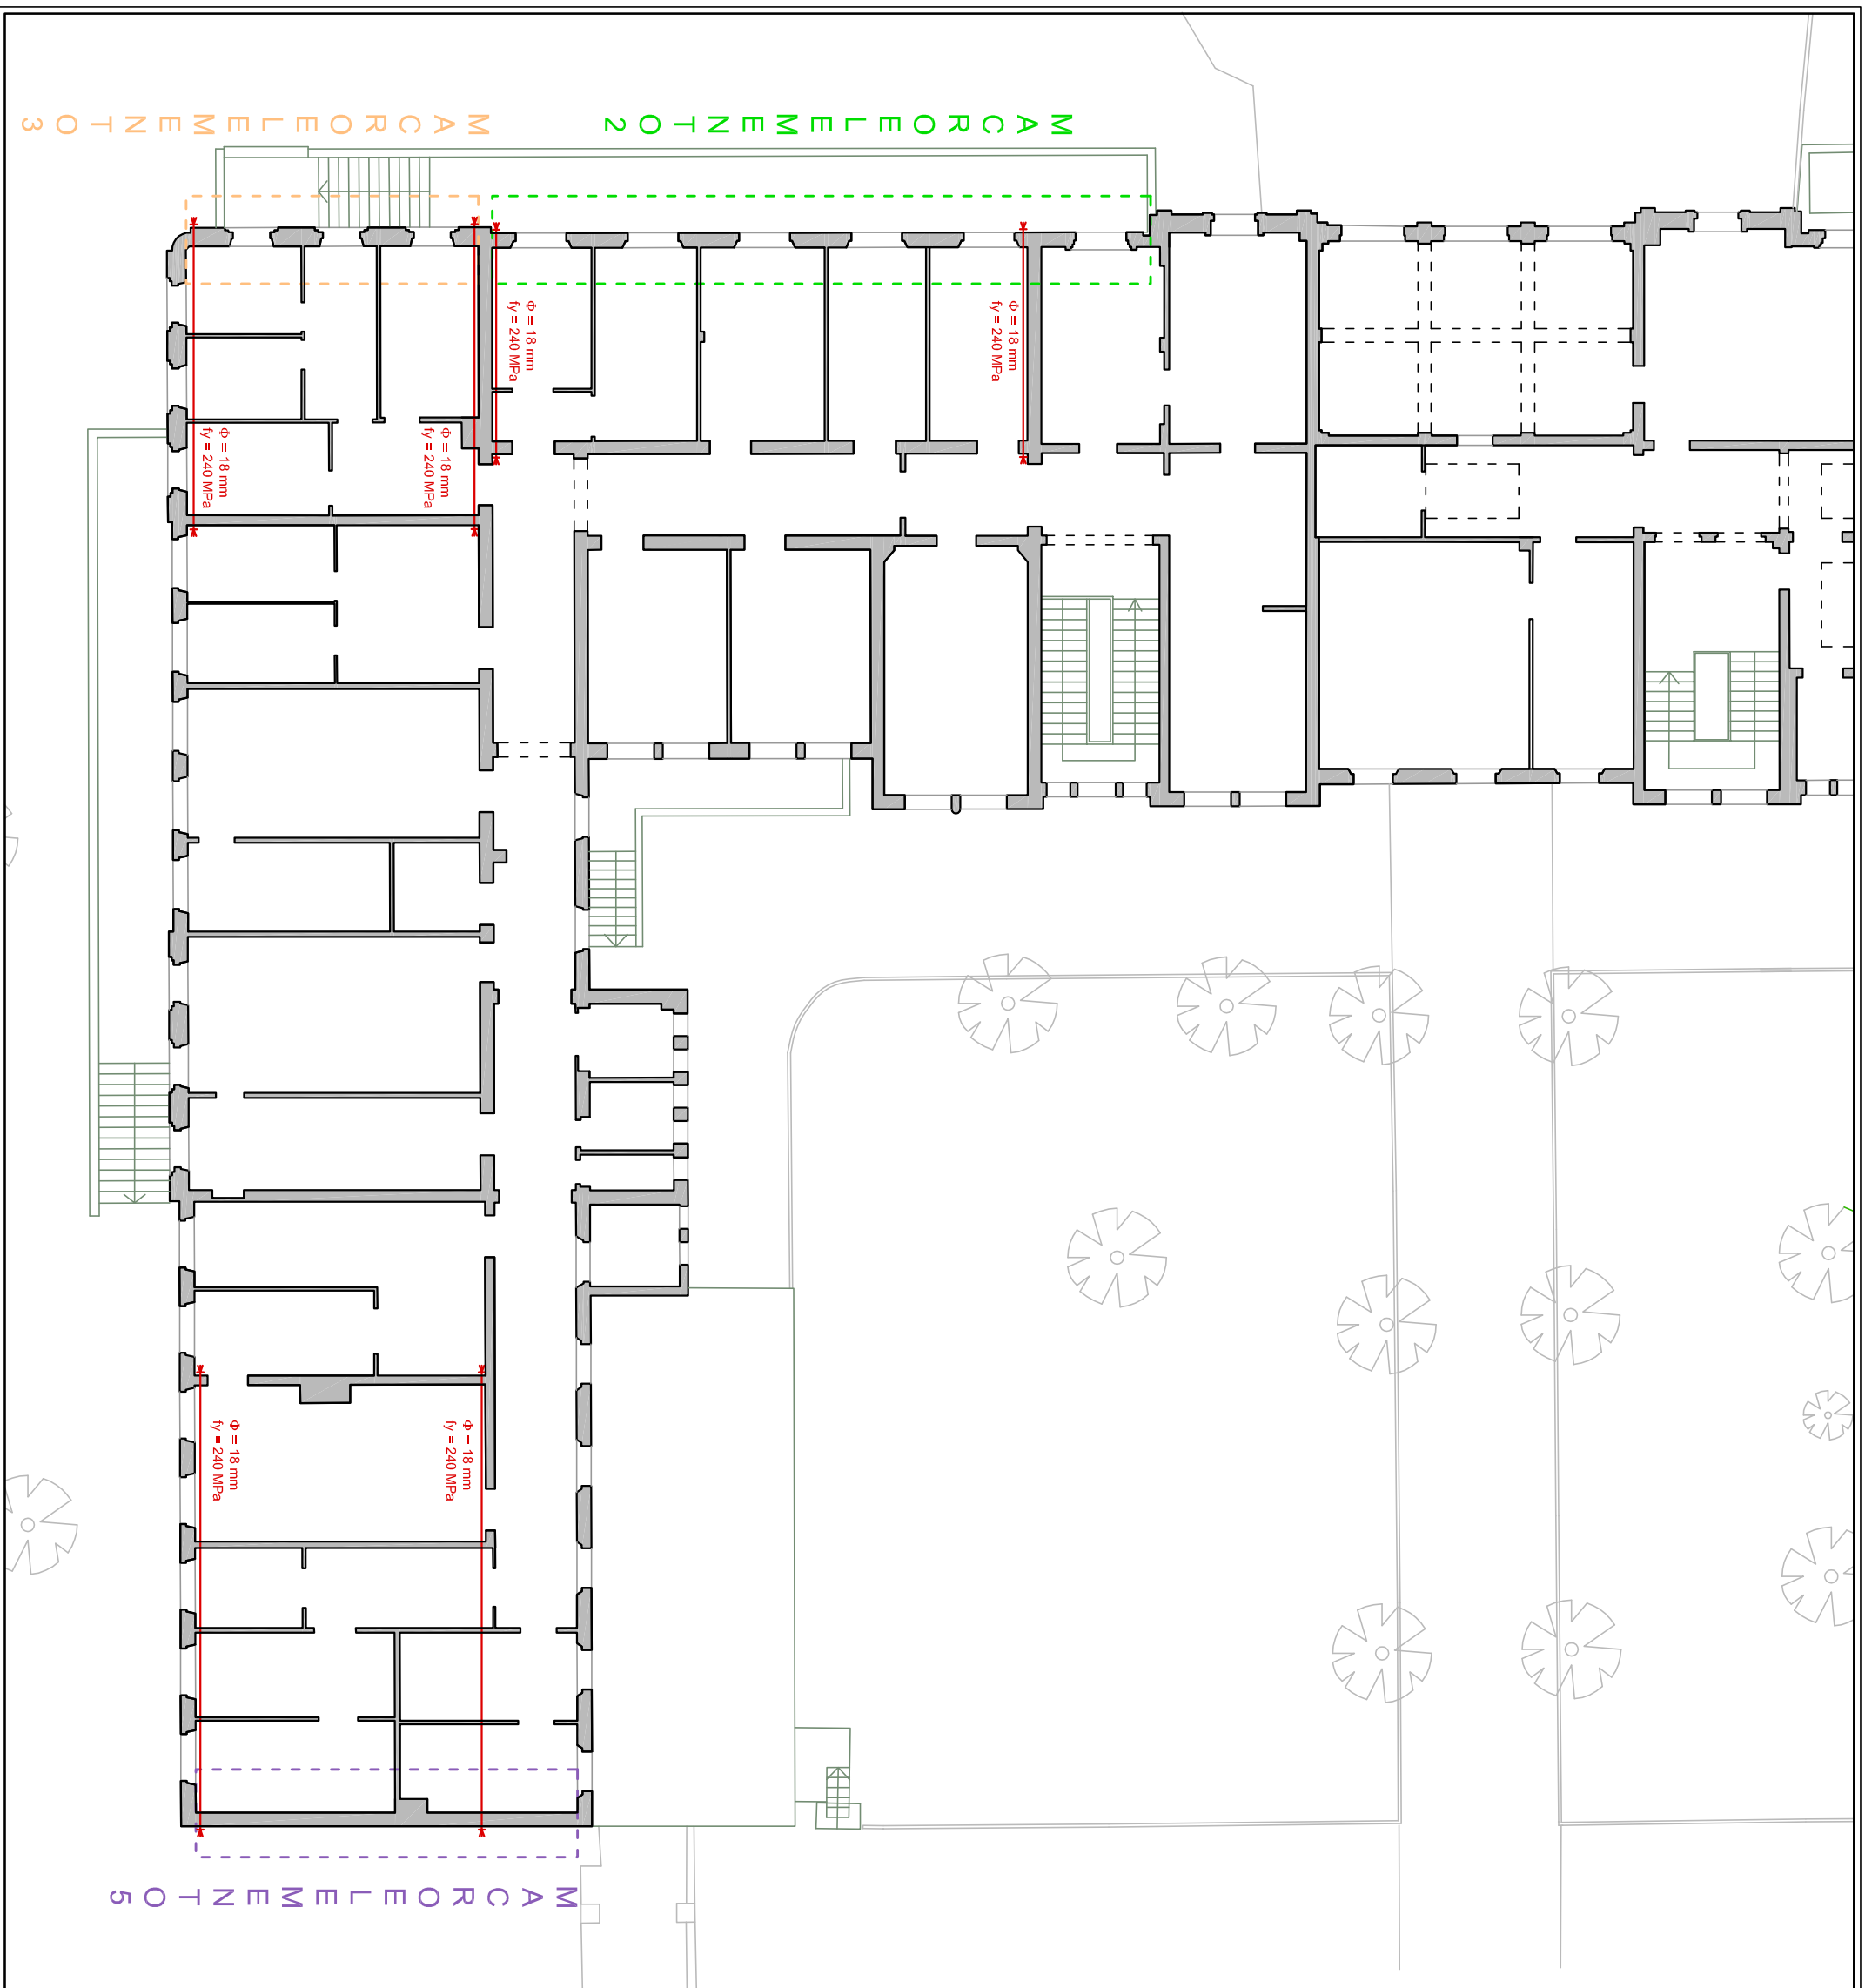 MACROELEMENTO 3
MACROELEMENTO 2
Φ = 18 mm
fy = 240 MPa
Φ = 18 mm
fy = 240 MPa
Φ = 18 mm
fy = 240 MPa
Φ = 18 mm
fy = 240 MPa
Φ = 18 mm
fy = 240 MPa
Φ = 18 mm
fy = 240 MPa
MACROELEMENTO 5